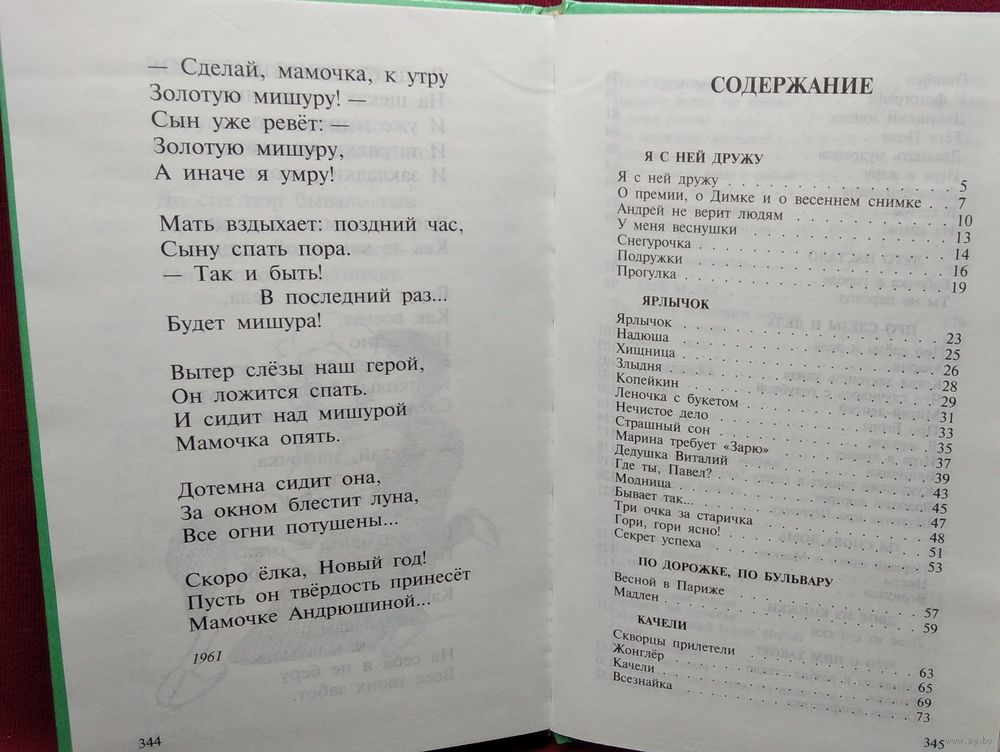 — Сделай, мамочка, к утру
Золотую мишуру! —
Сын уже ревёт: —
Золотую мишуру,
А иначе я умру!
Мать вздыхает: поздний час,
Сыну спать пора.
— Так и быть!
В последний раз...
Будет мишура!
Вытер слёзы наш герой,
Он ложится спать.
И сидит над мишурой
Мамочка опять.
Дотемна сидит она,
За окном блестит луна,
Все огни потушены...
Скоро ёлка, Новый год!
Пусть он твёрдость принесёт
Мамочке Андрюшиной...
1961
344
СОДЕРЖАНИЕ
Я С НЕЙ ДРУЖУ
Я с ней дружу . . . . . . . . . . . . . . . . 5
О премии, о Димке и о весеннем снимке . . 7
Андрей не верит людям . . . . . . . . . . 10
У меня веснушки . . . . . . . . . . . . . 13
Снегурочка . . . . . . . . . . . . . . . . 14
Подружки . . . . . . . . . . . . . . . . . 16
Прогулка . . . . . . . . . . . . . . . . . 19
ЯРЛЫЧОК
Ярлычок . . . . . . . . . . . . . . . . . 23
Надюша . . . . . . . . . . . . . . . . . . 25
Хищница . . . . . . . . . . . . . . . . . 26
Злыдня . . . . . . . . . . . . . . . . . . 28
Копейкин . . . . . . . . . . . . . . . . . 29
Леночка с букетом . . . . . . . . . . . . 31
Нечистое дело . . . . . . . . . . . . . . 33
Страшный сон . . . . . . . . . . . . . . . 35
Марина требует «Зарю» . . . . . . . . . . 37
Дедушка Виталий . . . . . . . . . . . . . 39
Где ты, Павел? . . . . . . . . . . . . . . 43
Модница . . . . . . . . . . . . . . . . . 45
Бывает так... . . . . . . . . . . . . . . 47
Три очка за старичка . . . . . . . . . . . 48
Гори, гори ясно! . . . . . . . . . . . . . 51
Секрет успеха . . . . . . . . . . . . . . 53
ПО ДОРОЖКЕ, ПО БУЛЬВАРУ
Весной в Париже . . . . . . . . . . . . . 57
Мадлен . . . . . . . . . . . . . . . . . . 59
КАЧЕЛИ
Скворцы прилетели . . . . . . . . . . . . 63
Жонглёр . . . . . . . . . . . . . . . . . 65
Качели . . . . . . . . . . . . . . . . . . 69
Всезнайка . . . . . . . . . . . . . . . . 73
345
www.ay.by